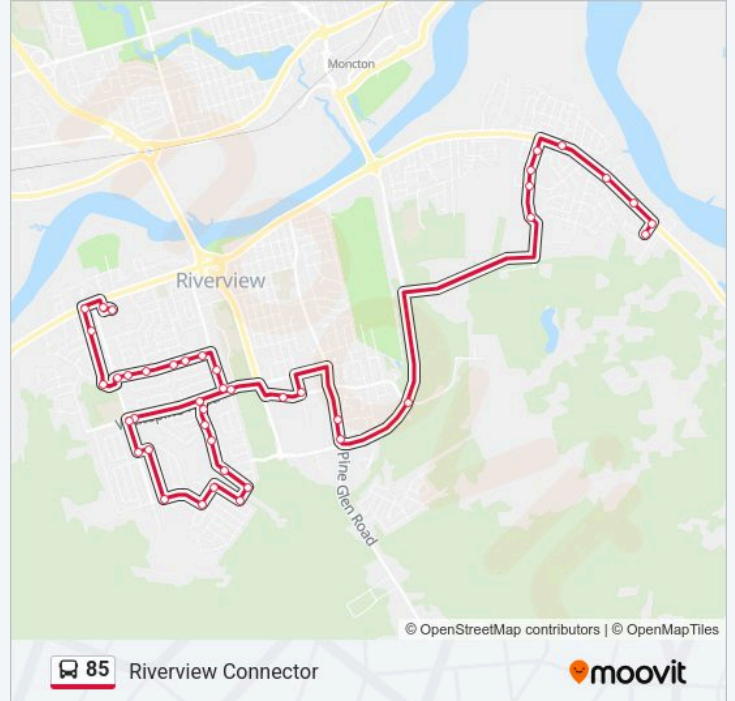 Moncton
Riverview
Pine Glen Road
© OpenStreetMap contributors | © OpenMapTiles
85 Riverview Connector
moovit